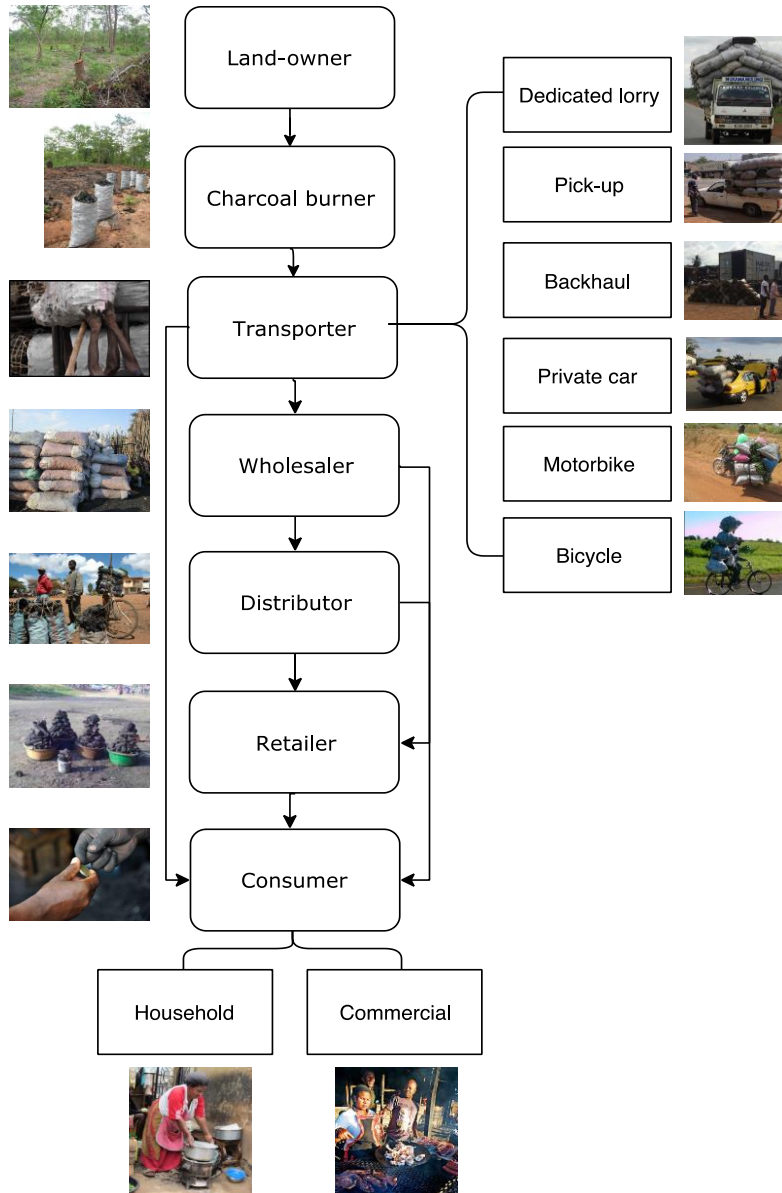 Land-owner
Charcoal burner
Transporter
Wholesaler
Distributor
Retailer
Consumer
Household
Commercial
Dedicated lorry
Pick-up
Backhaul
Private car
Motorbike
Bicycle